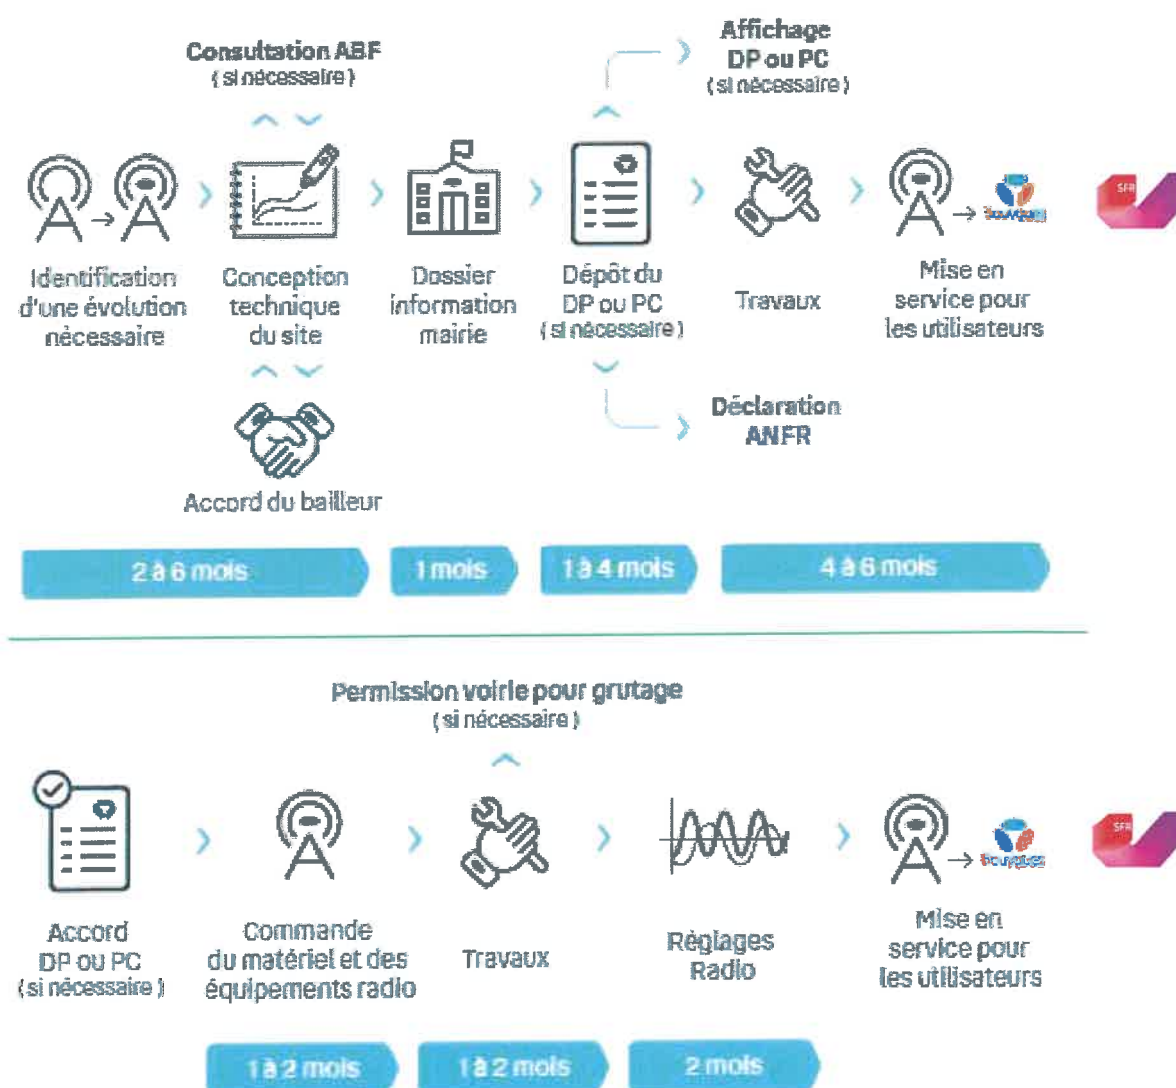 Consultation ABF
(si nécessaire)
Affichage
DP ou PC
(si nécessaire)
Identification
d'une évolution
nécessaire
Conception
technique
du site
Dossier
information
mairie
Dépôt du
DP ou PC
(si nécessaire)
Travaux
bouygues
SFR
Mise en
service pour
les utilisateurs
Accord du bailleur
Déclaration
ANFR
2 à 6 mois
1 mois
1 à 4 mois
4 à 6 mois
Permission voirie pour grutage
(si nécessaire)
Accord
DP ou PC
(si nécessaire)
Commande
du matériel et des
équipements radio
Travaux
Réglages
Radio
bouygues
SFR
Mise en
service pour
les utilisateurs
1 à 2 mois
1 à 2 mois
2 mois